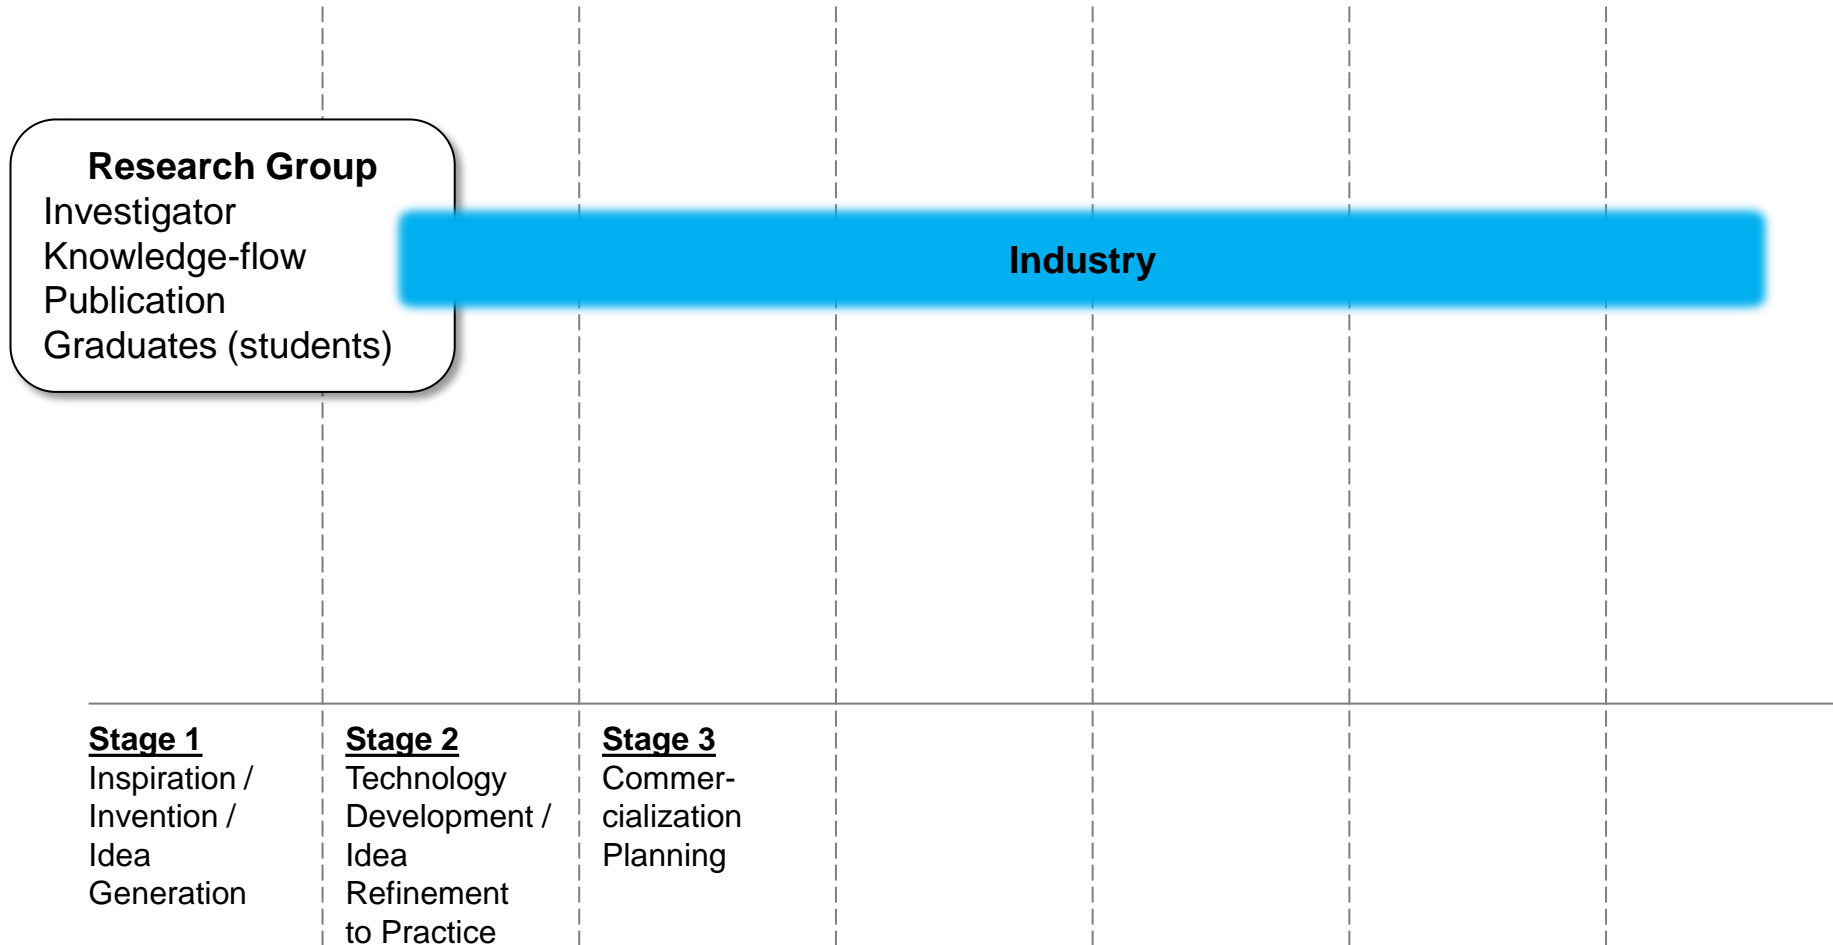 Research Group
Investigator
Knowledge-flow
Publication
Graduates (students)
Industry
Stage 1
Inspiration /
Invention /
Idea
Generation
Stage 2
Technology
Development /
Idea
Refinement
to Practice
Stage 3
Commer-
cialization
Planning